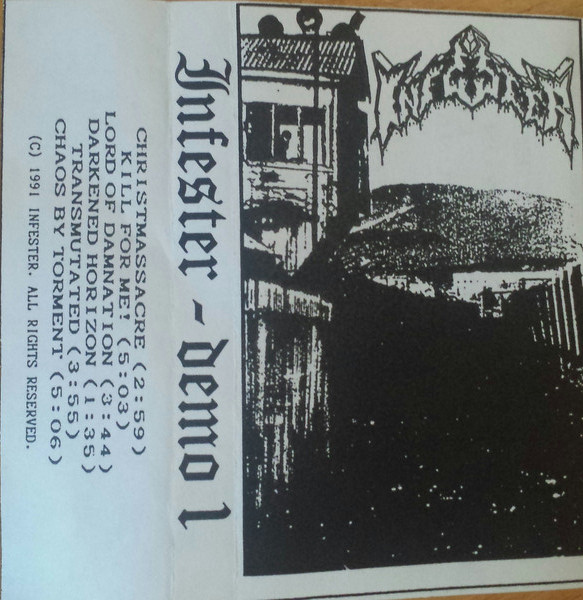 INFESTER
Infester - demo 1
CHRISTMASSACRE (2:59)
KILL FOR ME! (5:03)
LORD OF DAMNATION (3:44)
DARKENED HORIZON (1:35)
TRANSMUTATED (3:55)
CHAOS BY TORMENT (5:06)
(C) 1991 INFESTER. ALL RIGHTS RESERVED.